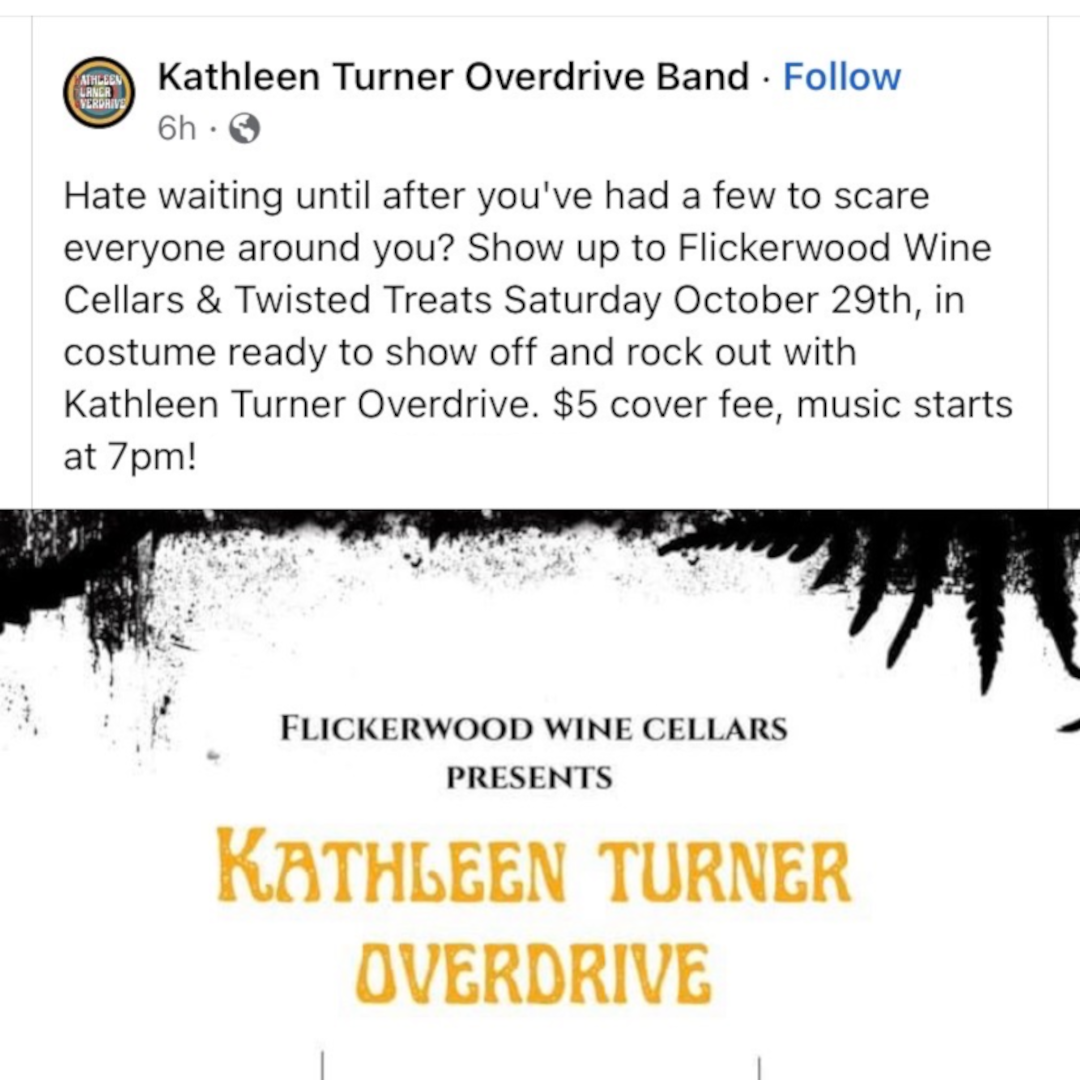 Kathleen Turner Overdrive Band · Follow
6h ·
Hate waiting until after you've had a few to scare
everyone around you? Show up to Flickerwood Wine
Cellars & Twisted Treats Saturday October 29th, in
costume ready to show off and rock out with
Kathleen Turner Overdrive. $5 cover fee, music starts
at 7pm!
FLICKERWOOD WINE CELLARS
PRESENTS
KATHLEEN TURNER
OVERDRIVE